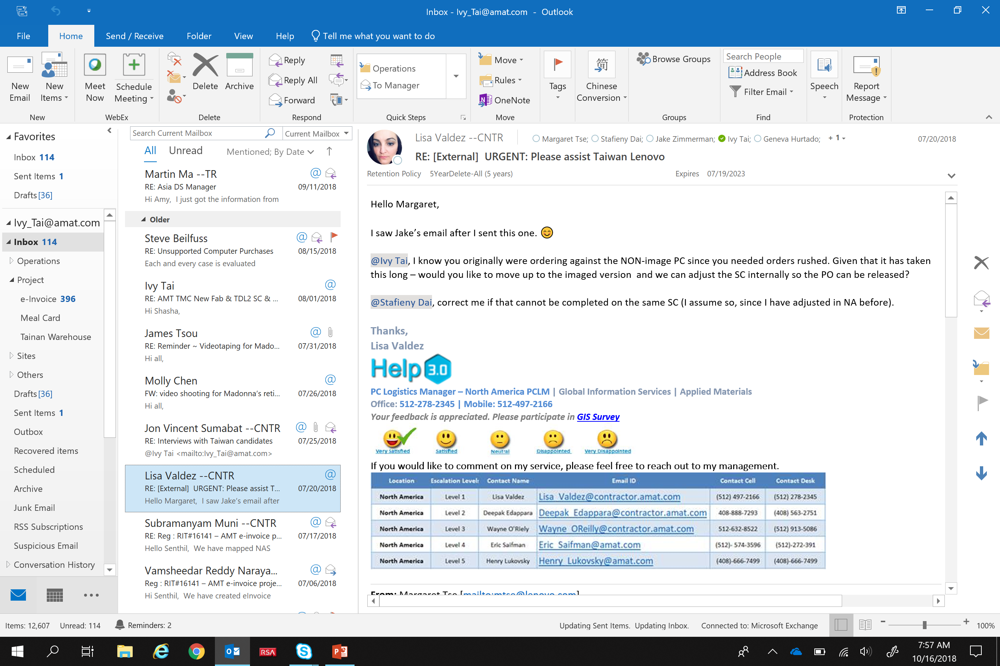 Inbox - Ivy_Tai@amat.com - Outlook
File Home Send / Receive Folder View Help Tell me what you want to do
New Email
New Items
New
Meet Now
Schedule Meeting
WebEx
Delete
Archive
Delete
Reply
Reply All
Forward
Respond
Operations
To Manager
Quick Steps
Move
Rules
OneNote
Move
Tags
简
Chinese Conversion
Browse Groups
Groups
Search People
Address Book
Filter Email
Find
Speech
Report Message
Protection
Favorites
Inbox 114
Sent Items 1
Drafts [36]
Ivy_Tai@amat.com
Inbox 114
Operations
Project
e-Invoice 396
Meal Card
Tainan Warehouse
Sites
Others
Drafts [36]
Sent Items 1
Outbox
Recovered items
Scheduled
Archive
Junk Email
RSS Subscriptions
Suspicious Email
Conversation History
Search Current Mailbox Current Mailbox
All Unread Mentioned; By Date
Martin Ma --TR
RE: Asia DS Manager 09/11/2018
Hi Amy, I just got the information from
Older
Steve Beilfuss
RE: Unsupported Computer Purchases 08/15/2018
Each and every case is evaluated
Ivy Tai
RE: AMT TMC New Fab & TDL2 SC & ... 08/01/2018
Hi Shasha,
James Tsou
RE: Reminder ~ Videotaping for Mado... 07/31/2018
Hi all,
Molly Chen
FW: video shooting for Madonna's reti... 07/26/2018
Hi all,
Jon Vincent Sumabat --CNTR
RE: Interviews with Taiwan candidates 07/25/2018
@Ivy Tai <mailto:Ivy_Tai@amat.com>
Lisa Valdez --CNTR
RE: [External] URGENT: Please assist T... 07/20/2018
Hello Margaret, I saw Jake's email after
Subramanyam Muni --CNTR
RE: Reg : RIT#16141 – AMT e-invoice p... 07/17/2018
Hello Senthil, We have mapped NAS
Vamsheedar Reddy Naraya...
Reg : RIT#16141 – AMT e-invoice proje... 07/06/2018
Hi Senthil, We have created eInvoice
Lisa Valdez --CNTR Margaret Tse; Stafieny Dai; Jake Zimmerman; Ivy Tai; Geneva Hurtado; + 1 07/20/2018
RE: [External] URGENT: Please assist Taiwan Lenovo
Retention Policy 5YearDelete-All (5 years) Expires 07/19/2023
Hello Margaret,
I saw Jake's email after I sent this one. 😊
@Ivy Tai, I know you originally were ordering against the NON-image PC since you needed orders rushed. Given that it has taken
this long – would you like to move up to the imaged version and we can adjust the SC internally so the PO can be released?
@Stafieny Dai, correct me if that cannot be completed on the same SC (I assume so, since I have adjusted in NA before).
Thanks,
Lisa Valdez
Help 3.0
PC Logistics Manager – North America PCLM | Global Information Services | Applied Materials
Office: 512-278-2345 | Mobile: 512-497-2166
Your feedback is appreciated. Please participate in GIS Survey
Very Satisfied Satisfied Neutral Disappointed Very Disappointed
If you would like to comment on my service, please feel free to reach out to my management.
Location Escalation Level: Contact Name Email ID Contact Cell Contact Desk
North America Level 1 Lisa Valdez Lisa_Valdez@contractor.amat.com (512) 497-2166 (512) 278-2345
North America Level 2 Deepak Edappara Deepak_Edappara@contractor.amat.com 408-888-7293 (408) 563-2751
North America Level 3 Wayne O'Riely Wayne_OReilly@contractor.amat.com 512-632-8522 (512) 913-5086
North America Level 4 Eric Saifman Eric_Saifman@amat.com (512)- 574-3596 (512)-272-391
North America Level 5 Henry Lukovsky Henry_Lukovsky@amat.com (408)-666-7499 (408)-666-7499
From: Margaret Tse [mailto:mtse@lenovo.com]
Items: 12,607 Unread: 114 Reminders: 2 Updating Sent Items. Updating Inbox. Connected to: Microsoft Exchange 100%
RSA
7:57 AM
10/16/2018